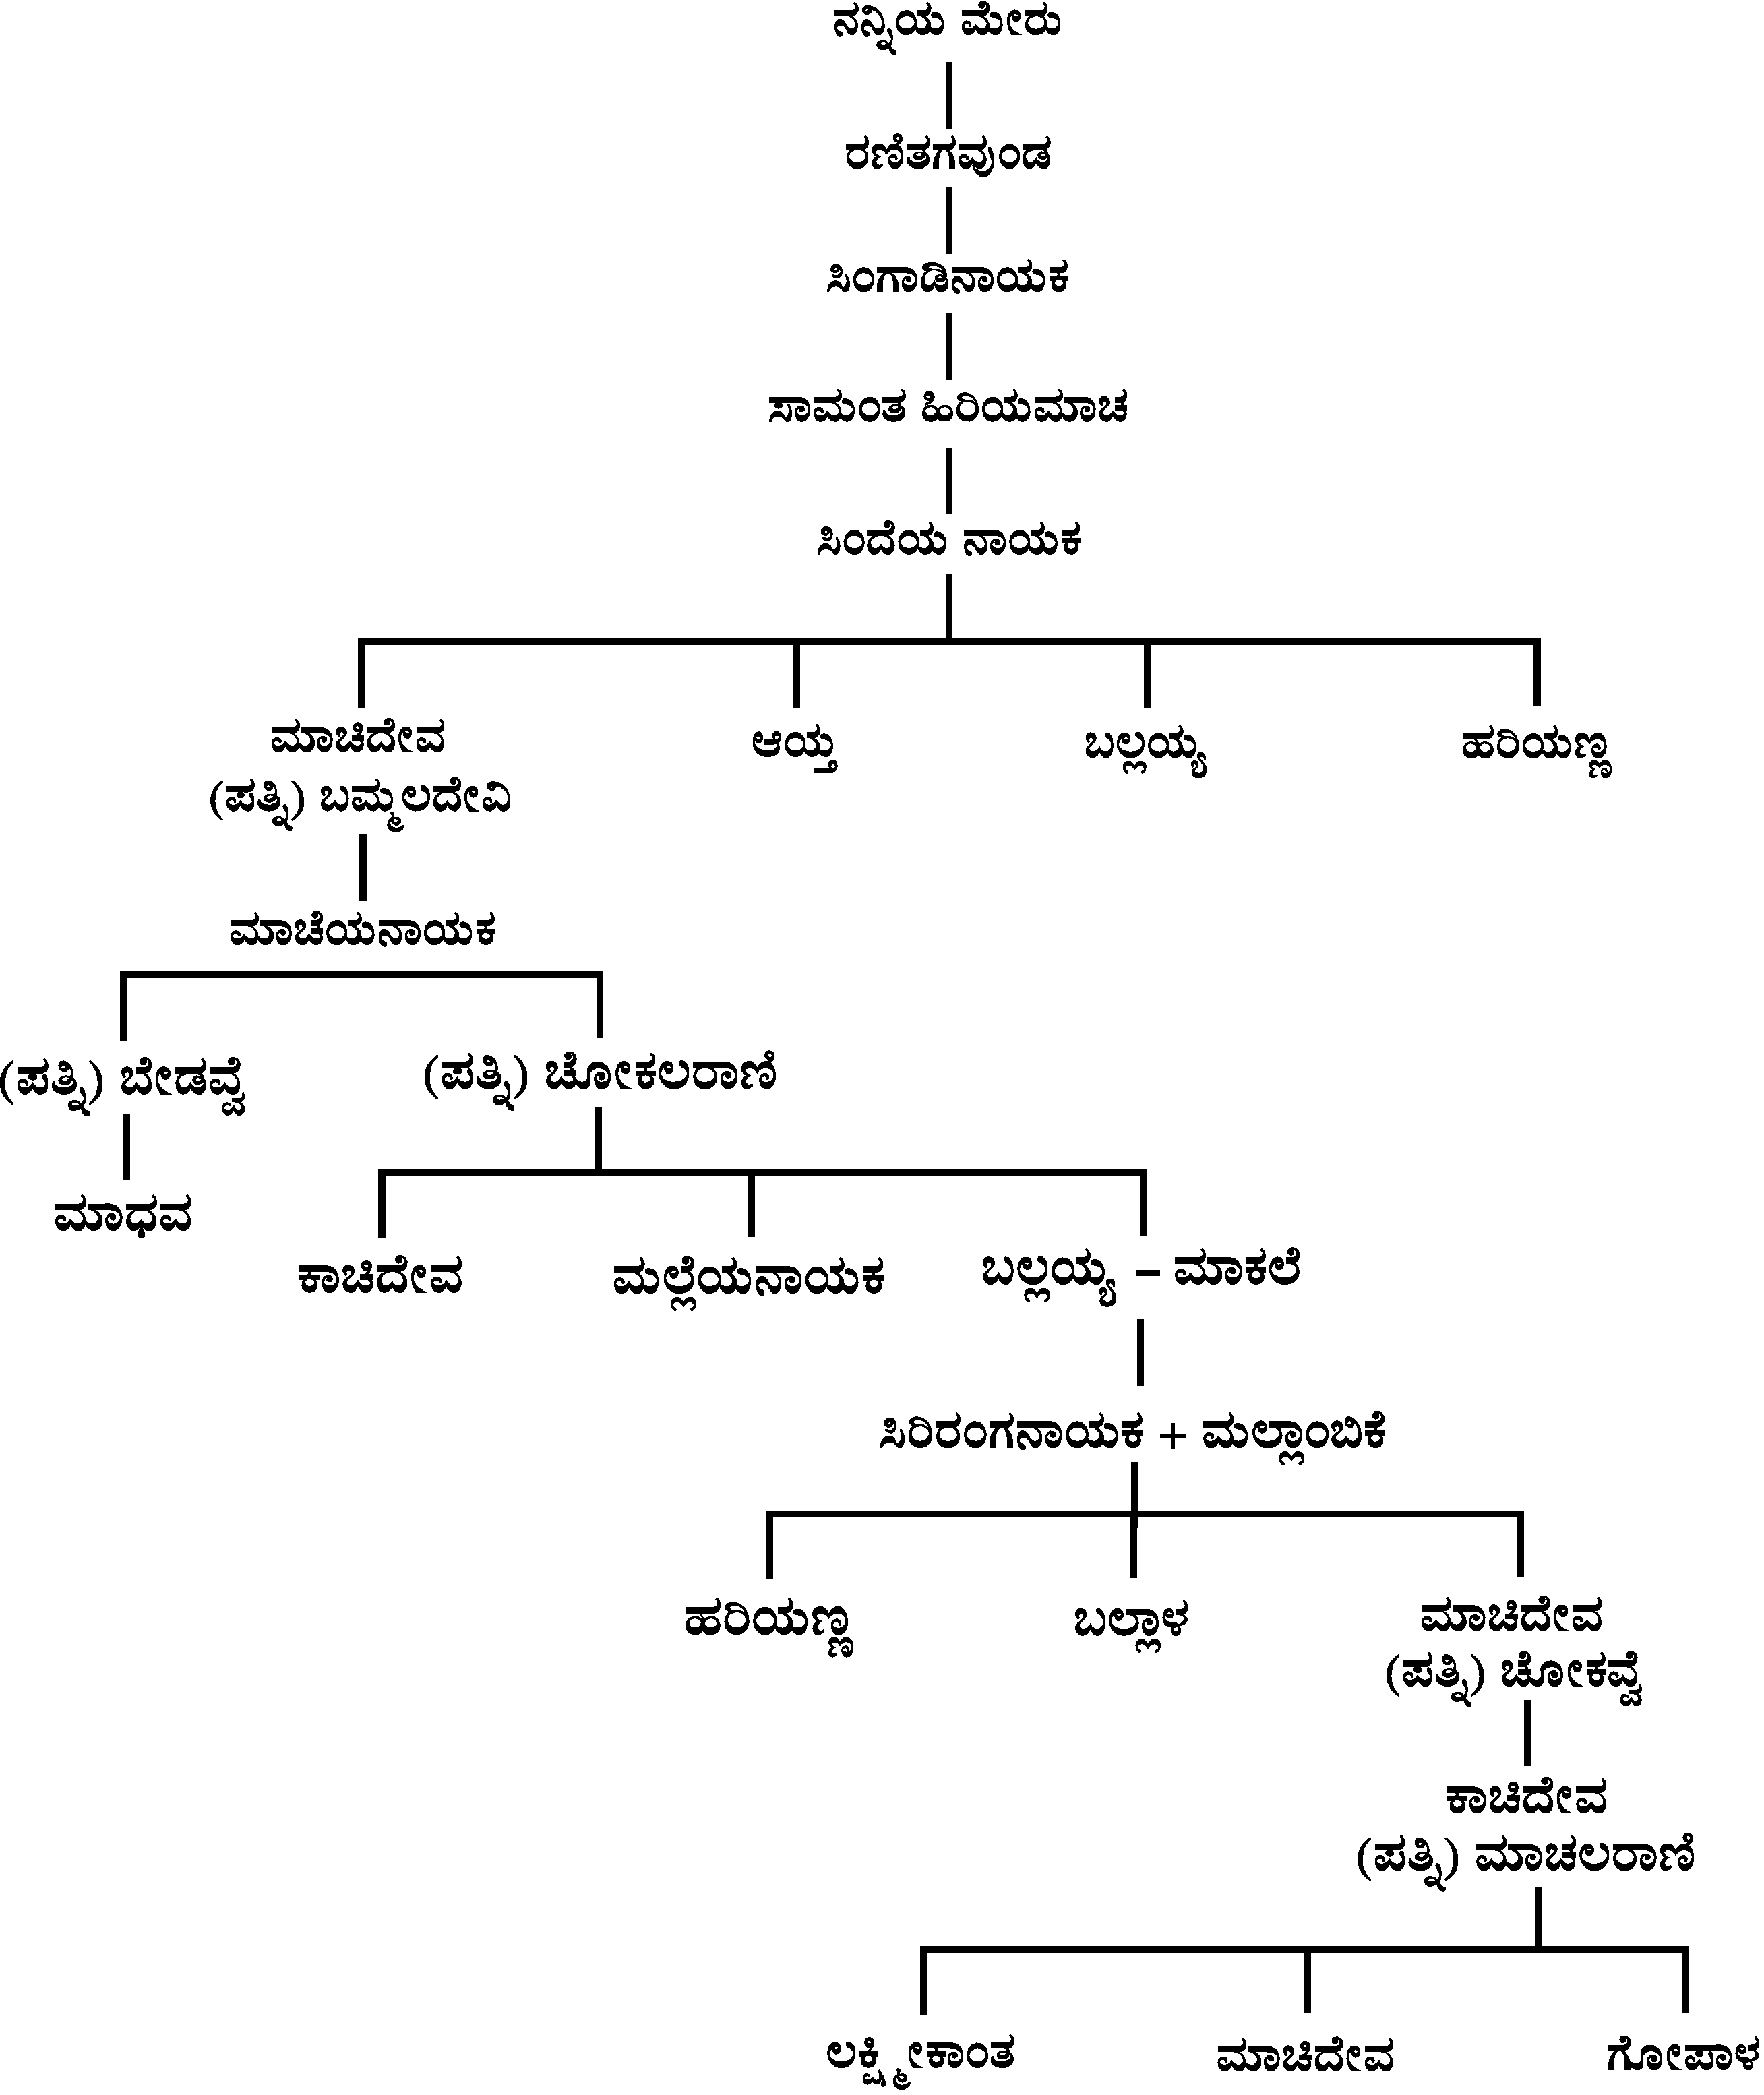 ನನ್ನಿಯ ಮೇರು
ರಣಿತಗವುಂಡ
ಸಿಂಗಾಡಿನಾಯಕ
ಸಾಮಂತ ಹಿರಿಯಮಾಚ
ಸಿಂದೆಯ ನಾಯಕ
ಮಾಚಿದೇವ
(ಪತ್ನಿ) ಬಮ್ಮಲದೇವಿ
ಆಯ್ತ
ಬಲ್ಲಯ್ಯ
ಹರಿಯಣ್ಣ
ಮಾಚೆಯನಾಯಕ
(ಪತ್ನಿ) ಬೇಡವ್ವೆ
(ಪತ್ನಿ) ಚೋಕಲರಾಣಿ
ಮಾಧವ
ಕಾಚಿದೇವ
ಮಲ್ಲೆಯನಾಯಕ
ಬಲ್ಲಯ್ಯ – ಮಾಕಲೆ
ಸಿರಿರಂಗನಾಯಕ + ಮಲ್ಲಾಂಬಿಕೆ
ಹರಿಯಣ್ಣ
ಬಲ್ಲಾಳ
ಮಾಚಿದೇವ
(ಪತ್ನಿ) ಚೋಕವ್ವೆ
ಕಾಚಿದೇವ
(ಪತ್ನಿ) ಮಾಚಲರಾಣಿ
ಲಕ್ಷ್ಮೀಕಾಂತ
ಮಾಚಿದೇವ
ಗೋಪಾಳ